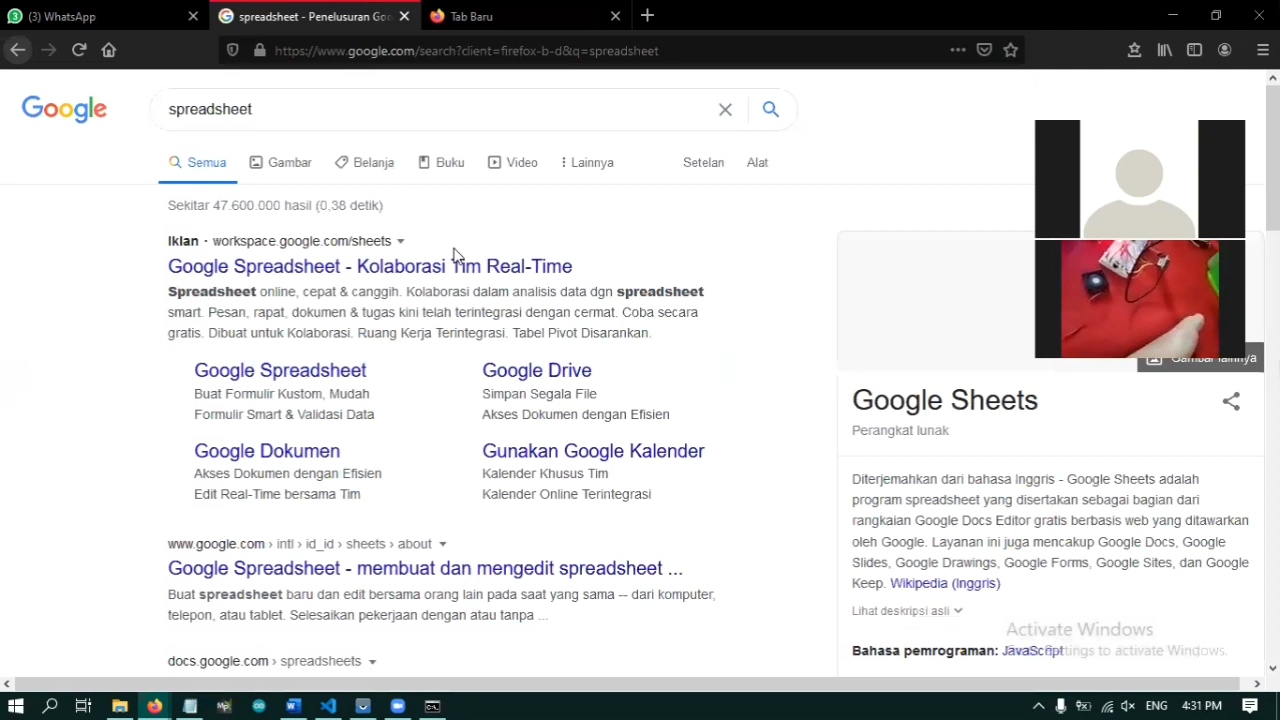 (3) WhatsApp
spreadsheet - Penelusuran Goo
Tab Baru
https://www.google.com/search?client=firefox-b-d&q=spreadsheet
Google
spreadsheet
Semua
Gambar
Belanja
Buku
Video
Lainnya
Setelan
Alat
Sekitar 47.600.000 hasil (0,38 detik)
Iklan · workspace.google.com/sheets
Google Spreadsheet - Kolaborasi Tim Real-Time
Spreadsheet online, cepat & canggih. Kolaborasi dalam analisis data dgn spreadsheet
smart. Pesan, rapat, dokumen & tugas kini telah terintegrasi dengan cermat. Coba secara
gratis. Dibuat untuk Kolaborasi. Ruang Kerja Terintegrasi. Tabel Pivot Disarankan.
Google Spreadsheet
Buat Formulir Kustom, Mudah
Formulir Smart & Validasi Data
Google Drive
Simpan Segala File
Akses Dokumen dengan Efisien
Google Dokumen
Akses Dokumen dengan Efisien
Edit Real-Time bersama Tim
Gunakan Google Kalender
Kalender Khusus Tim
Kalender Online Terintegrasi
www.google.com › intl › id_id › sheets › about
Google Spreadsheet - membuat dan mengedit spreadsheet ...
Buat spreadsheet baru dan edit bersama orang lain pada saat yang sama -- dari komputer,
telepon, atau tablet. Selesaikan pekerjaan dengan atau tanpa ...
docs.google.com › spreadsheets
Gambar lainnya
Google Sheets
Perangkat lunak
Diterjemahkan dari bahasa Inggris - Google Sheets adalah
program spreadsheet yang disertakan sebagai bagian dari
rangkaian Google Docs Editor gratis berbasis web yang ditawarkan
oleh Google. Layanan ini juga mencakup Google Docs, Google
Slides, Google Drawings, Google Forms, Google Sites, dan Google
Keep. Wikipedia (Inggris)
Lihat deskripsi asli
Activate Windows
Bahasa pemrograman: JavaScript
Settings to activate Windows.
ENG
4:31 PM